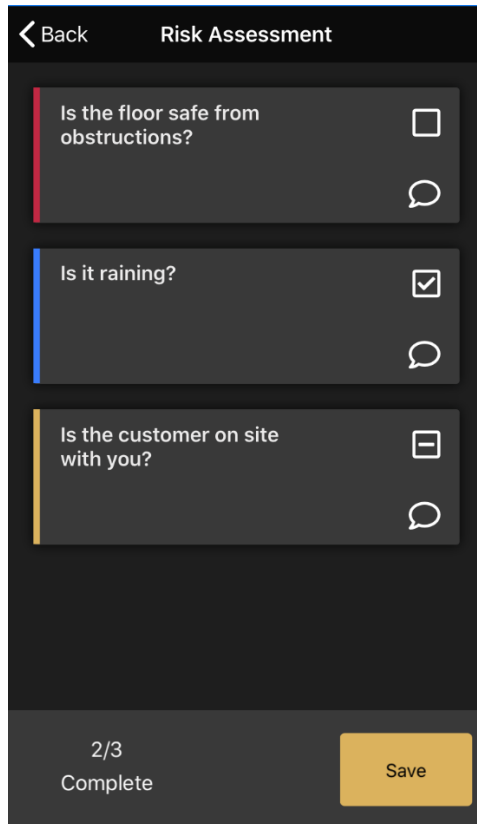 Back
Risk Assessment
Is the floor safe from
obstructions?
Is it raining?
Is the customer on site
with you?
2/3
Complete
Save